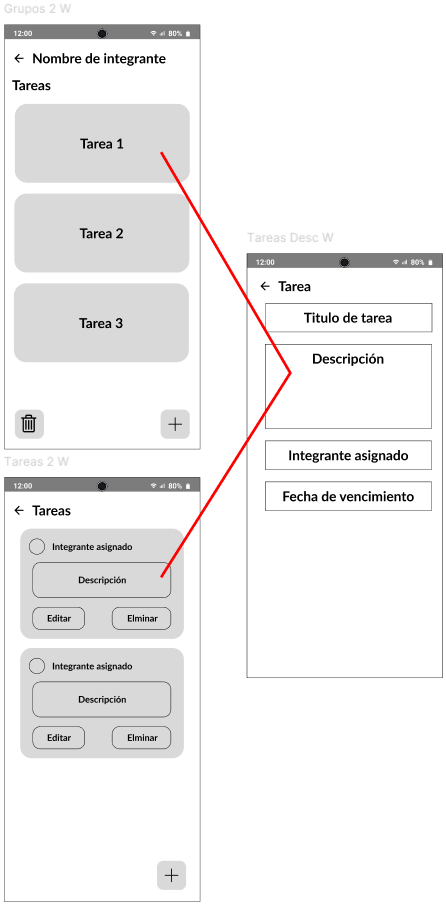 Grupos 2 W
12:00
80%
Nombre de integrante
Tareas
Tarea 1
Tarea 2
Tarea 3
Tareas 2 W
12:00
80%
Tareas
Integrante asignado
Descripción
Editar
Elminar
Integrante asignado
Descripción
Editar
Elminar
Tareas Desc W
12:00
80%
Tarea
Titulo de tarea
Descripción
Integrante asignado
Fecha de vencimiento